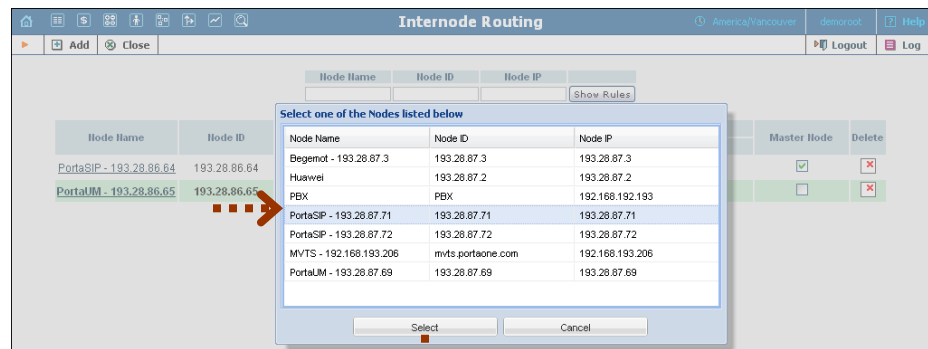 Internode Routing
America/Vancouver
demoroot
Help
Add
Close
Logout
Log
Node Name Node ID Node IP
Show Rules
Node Name Node ID Master Node Delete
PortaSIP - 193.28.86.64 193.28.86.64
PortaUM - 193.28.86.65 193.28.86.65
Select one of the Nodes listed below
Node Name Node ID Node IP
Begemot - 193.28.87.3 193.28.87.3 193.28.87.3
Huawei 193.28.87.2 193.28.87.2
PBX PBX 192.168.192.193
PortaSIP - 193.28.87.71 193.28.87.71 193.28.87.71
PortaSIP - 193.28.87.72 193.28.87.72 193.28.87.72
MVTS - 192.168.193.206 mvts.portaone.com 192.168.193.206
PortaUM - 193.28.87.69 193.28.87.69 193.28.87.69
Select Cancel